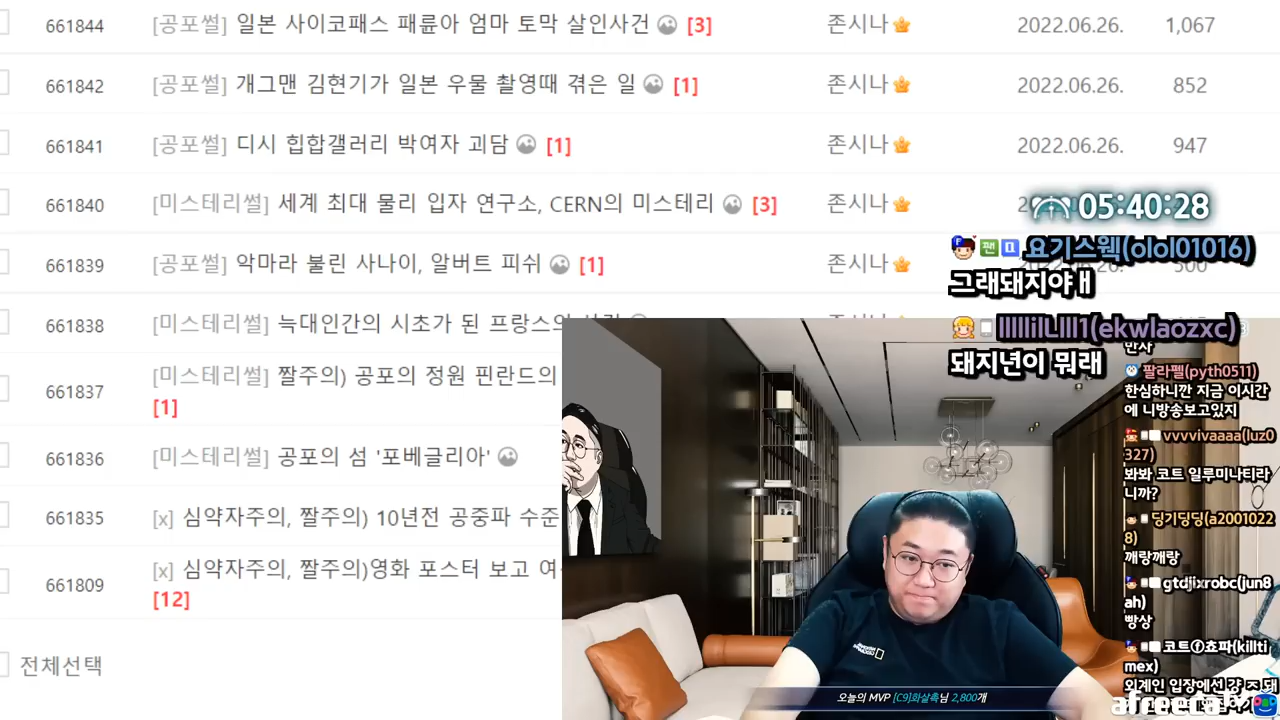 661844 [공포썰] 일본 사이코패스 패륜아 엄마 토막 살인사건 [3] 존시나 2022.06.26. 1,067
661842 [공포썰] 개그맨 김현기가 일본 우물 촬영때 겪은 일 [1] 존시나 2022.06.26. 852
661841 [공포썰] 디시 힙합갤러리 박여자 괴담 [1] 존시나 2022.06.26. 947
661840 [미스테리썰] 세계 최대 물리 입자 연구소, CERN의 미스테리 [3] 존시나
05:40:28
요기스웩(olol01016)
661839 [공포썰] 악마라 불린 사나이, 알버트 피쉬 [1] 존시나
그래돼지야ㅐ
661838 [미스테리썰] 늑대인간의 시초가 된 프랑스의
돼지년이 뭐래
661837 [미스테리썰] 짤주의) 공포의 정원 핀란드의
[1]
661836 [미스테리썰] 공포의 섬 '포베글리아'
661835 [x] 심약자주의, 짤주의) 10년전 공중파 수준
661809 [x] 심약자주의, 짤주의)영화 포스터 보고 여
[12]
전체선택
만사
팔라펠(pyth0511)
한심하니깐 지금 이시간
에 니방송보고있지
vvvvivaaaa(luz0
327)
봐봐 코트 일루미나티라
니까?
딩기딩딩(a2001022
8)
깨랑깨랑
gtdjixrobc(jun8
ah)
빵상
코트ⓕ쵸파(killti
mex)
외계인 입장에선 걍 ㅈ 돼
오늘의 MVP [C9]화살촉님 2,800개